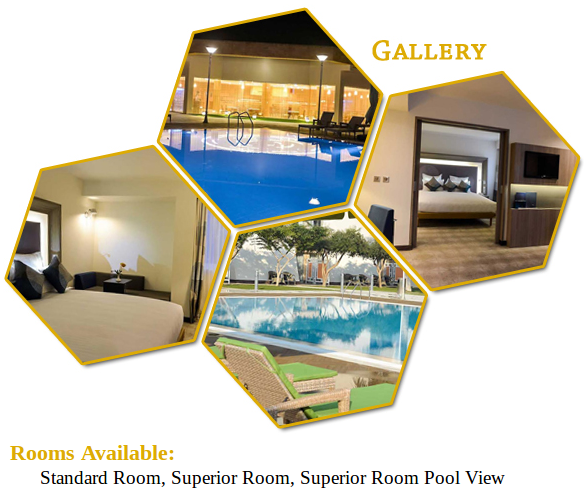 GALLERY
Rooms Available:
Standard Room, Superior Room, Superior Room Pool View